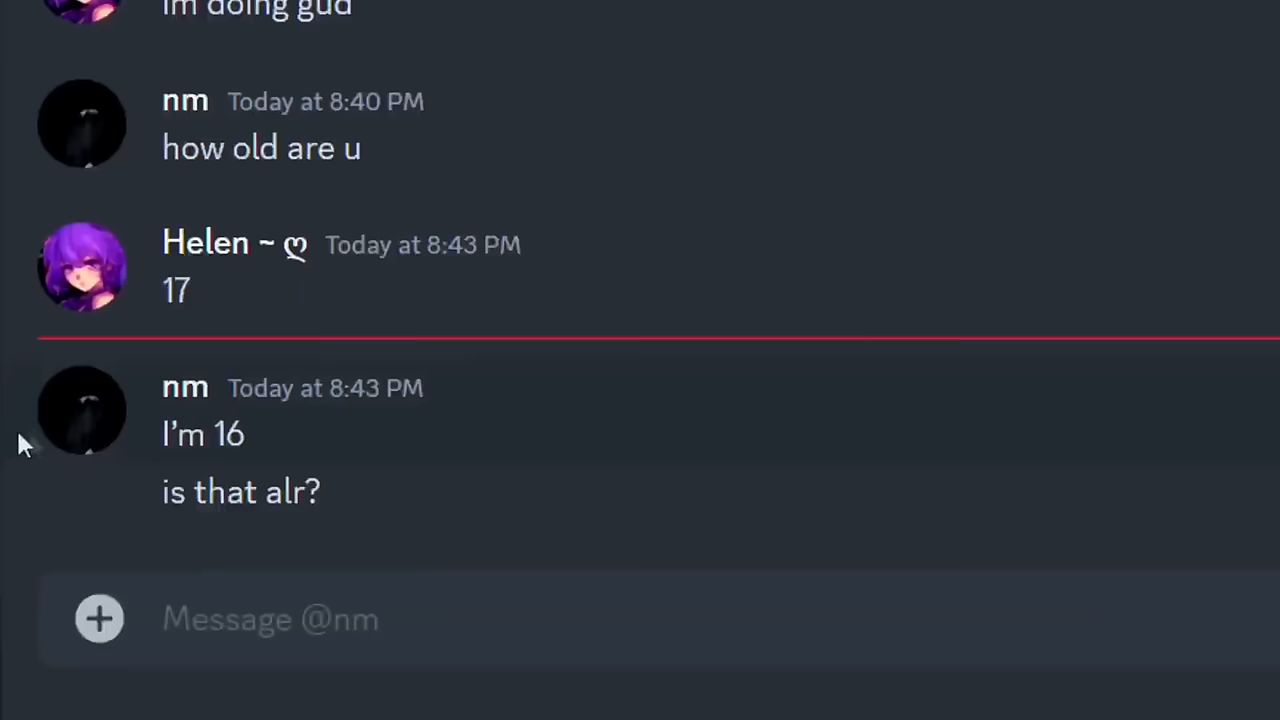 im doing gud
nm Today at 8:40 PM
how old are u
Helen ~ ღ Today at 8:43 PM
17
nm Today at 8:43 PM
I’m 16
is that alr?
Message @nm